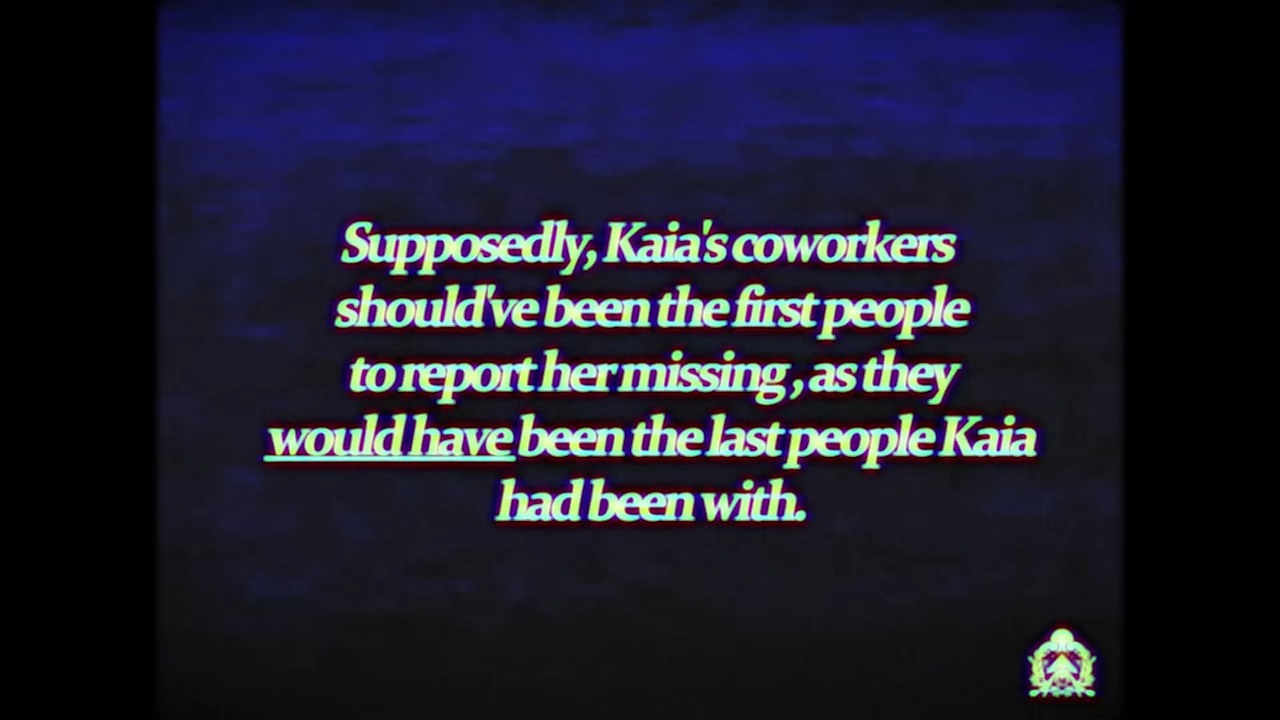 Supposedly, Kaia's coworkers
should've been the first people
to report her missing , as they
would have been the last people Kaia
had been with.